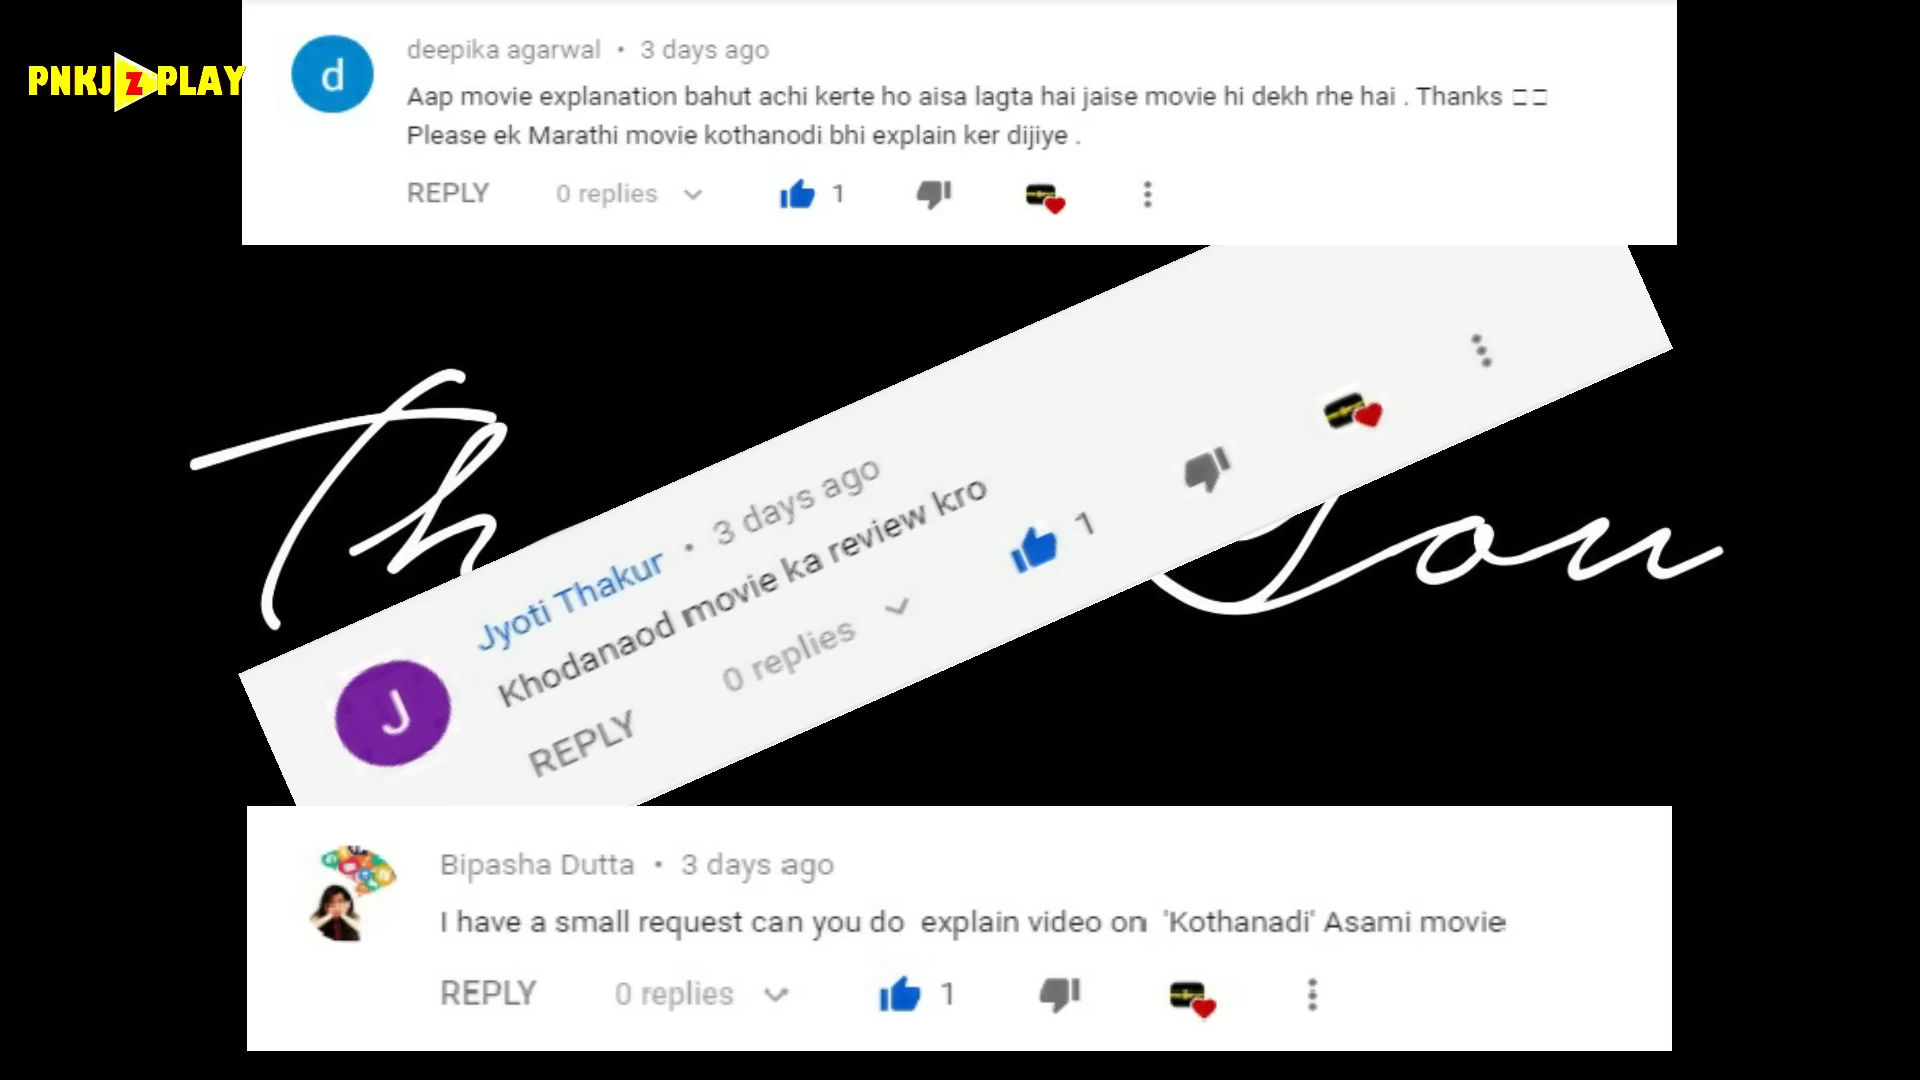 PNKJ z PLAY
d
deepika agarwal • 3 days ago
Aap movie explanation bahut achi kerte ho aisa lagta hai jaise movie hi dekh rhe hai . Thanks □□
Please ek Marathi movie kothanodi bhi explain ker dijiye .
REPLY 0 replies 1
Th
You
J
Jyoti Thakur • 3 days ago
Khodanaod movie ka review kro
REPLY 0 replies 1
Bipasha Dutta • 3 days ago
I have a small request can you do explain video on 'Kothanadi' Asami movie
REPLY 0 replies 1